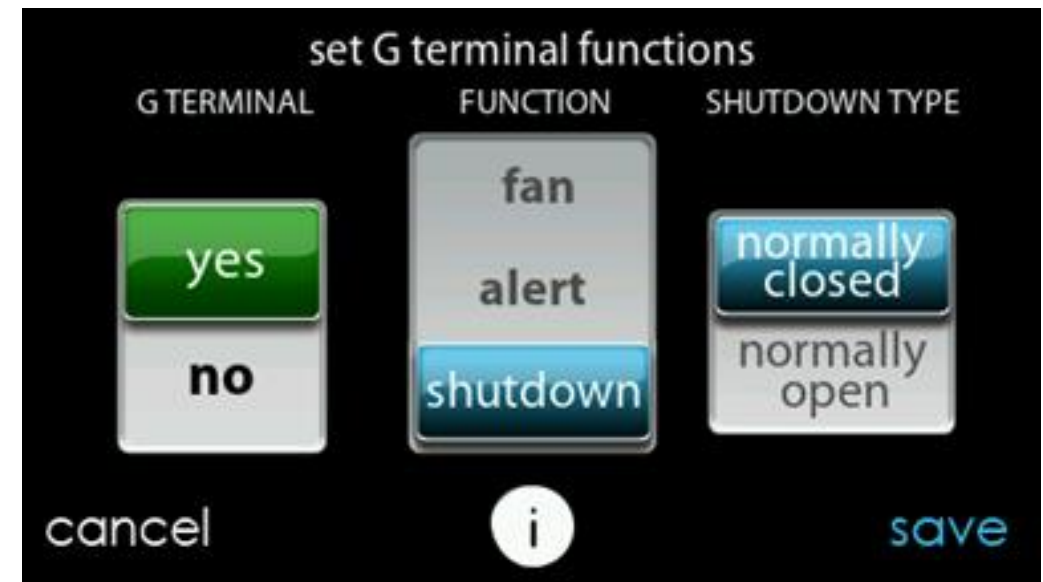 set G terminal functions
G TERMINAL
FUNCTION
SHUTDOWN TYPE
yes
no
fan
alert
shutdown
normally
closed
normally
open
cancel
i
save